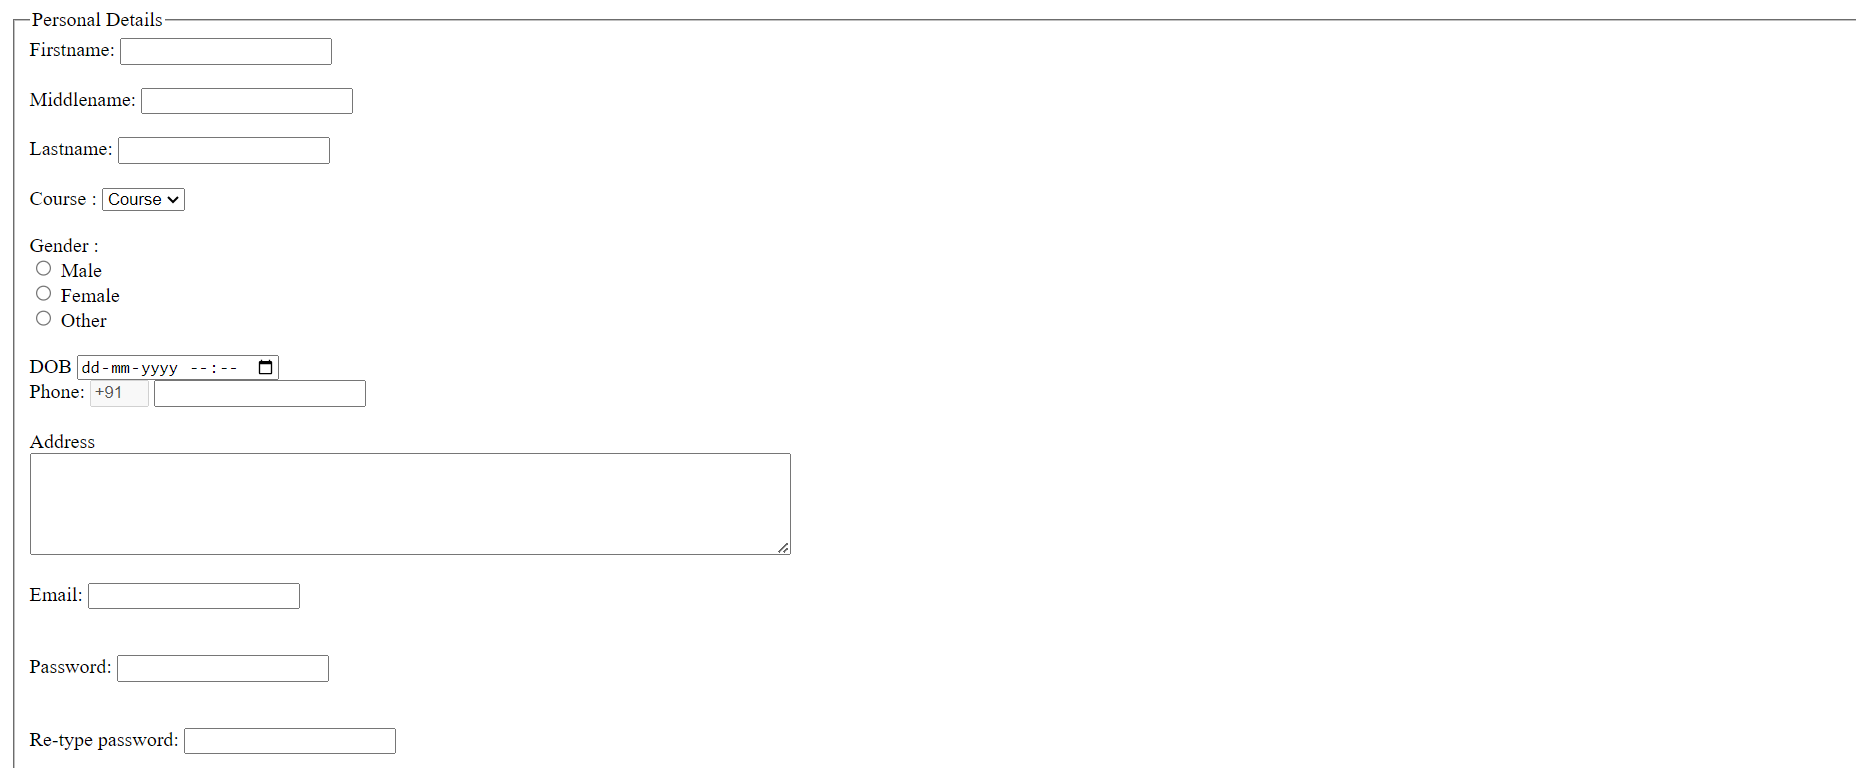 Personal Details
Firstname:
Middlename:
Lastname:
Course : Course
Gender :
Male
Female
Other
DOB dd-mm-yyyy --:--
Phone: +91
Address
Email:
Password:
Re-type password: